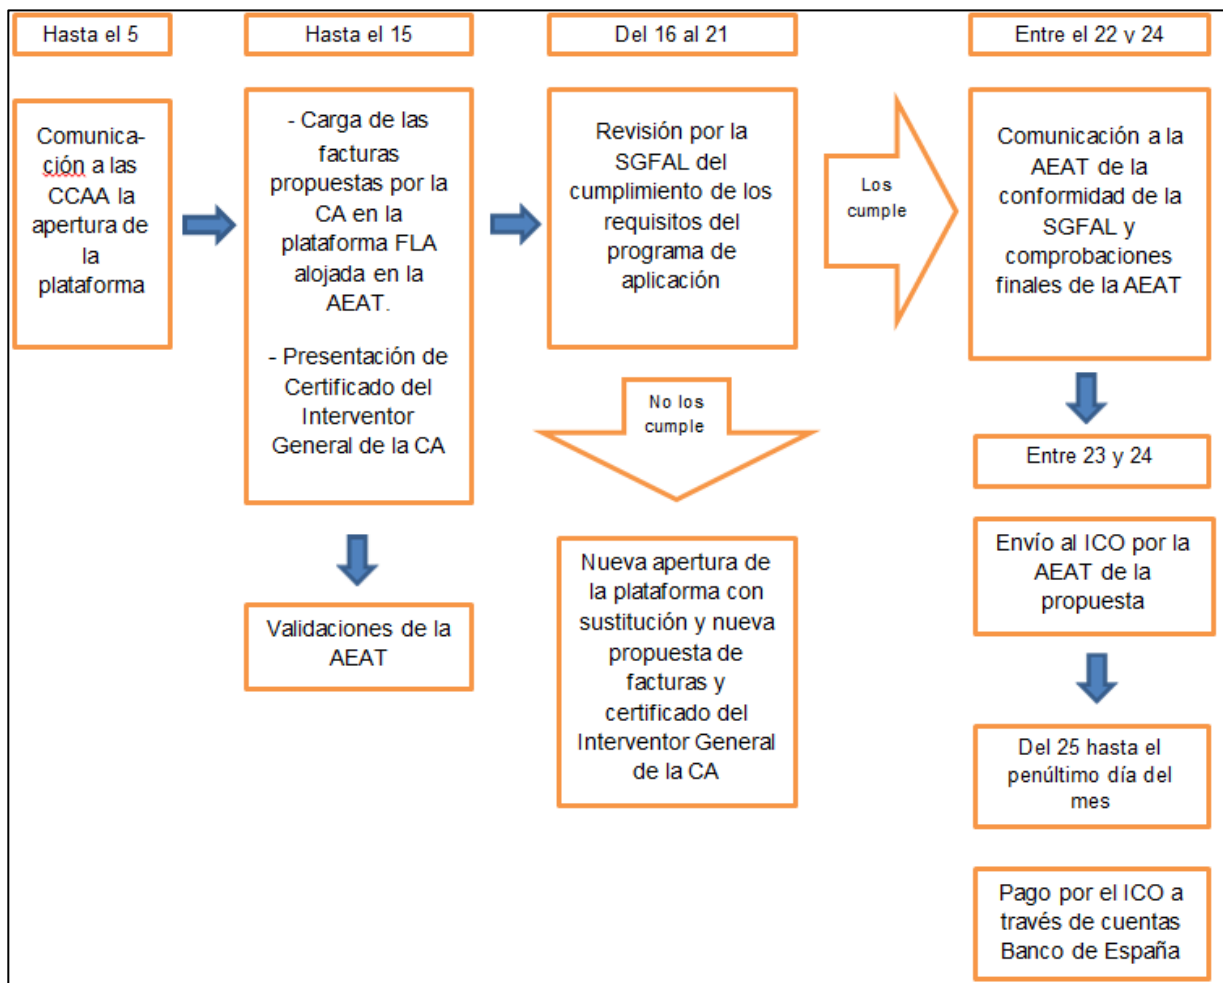 Hasta el 5
Hasta el 15
Del 16 al 21
Entre el 22 y 24
Comunica-
ción a las
CCAA la
apertura de
la
plataforma
- Carga de las
facturas
propuestas por la
CA en la
plataforma FLA
alojada en la
AEAT.
- Presentación de
Certificado del
Interventor
General de la CA
Revisión por la
SGFAL del
cumplimiento de los
requisitos del
programa de
aplicación
Los
cumple
Comunicación a la
AEAT de la
conformidad de la
SGFAL y
comprobaciones
finales de la AEAT
No los
cumple
Entre 23 y 24
Validaciones de la
AEAT
Nueva apertura de
la plataforma con
sustitución y nueva
propuesta de
facturas y
certificado del
Interventor General
de la CA
Envío al ICO por la
AEAT de la
propuesta
Del 25 hasta el
penúltimo día del
mes
Pago por el ICO a
través de cuentas
Banco de España